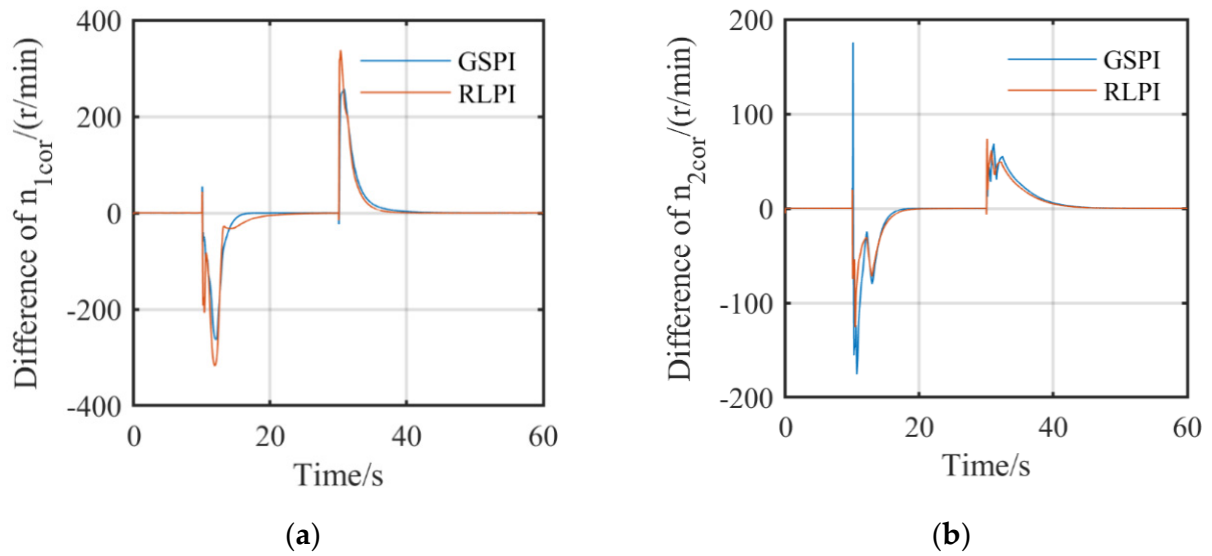 Difference of n1cor/(r/min)
400
200
0
-200
-400
GSPI
RLPI
0
20
40
60
Time/s
(a)
Difference of n2cor/(r/min)
200
100
0
-100
-200
GSPI
RLPI
0
20
40
60
Time/s
(b)